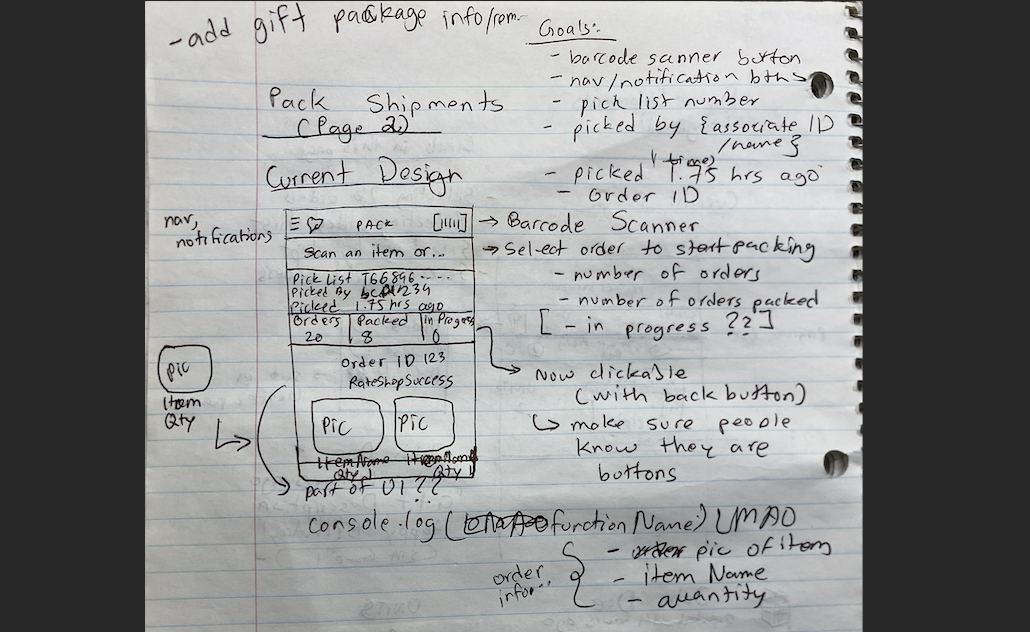 - add gift package info/rem.
Goals:
- barcode scanner button
- nav/notification btns
- pick list number
- picked by {associate ID
/name}
(time)
- picked 1.75 hrs ago
- order ID
Pack Shipments
(Page 2)
Current Design
nav,
notifications
PACK
→ Barcode Scanner
Scan an item or...
→ Select order to start packing
- number of orders
- number of orders packed
[ - in progress ??]
Pick List T66896....
Picked By 1234
Picked 1.75 hrs ago
Orders Packed In Progress
20 8 0
Order ID 123
RateShopSuccess
Now clickable
(with back button)
↳ make sure people
know they are
buttons
pic
Item
Qty
Pic Pic
Item Name Item Name
Qty 1 Qty 1
part of UI ??
console.log(functionName) LMAO
order
info...
- pic of item
- item Name
- quantity